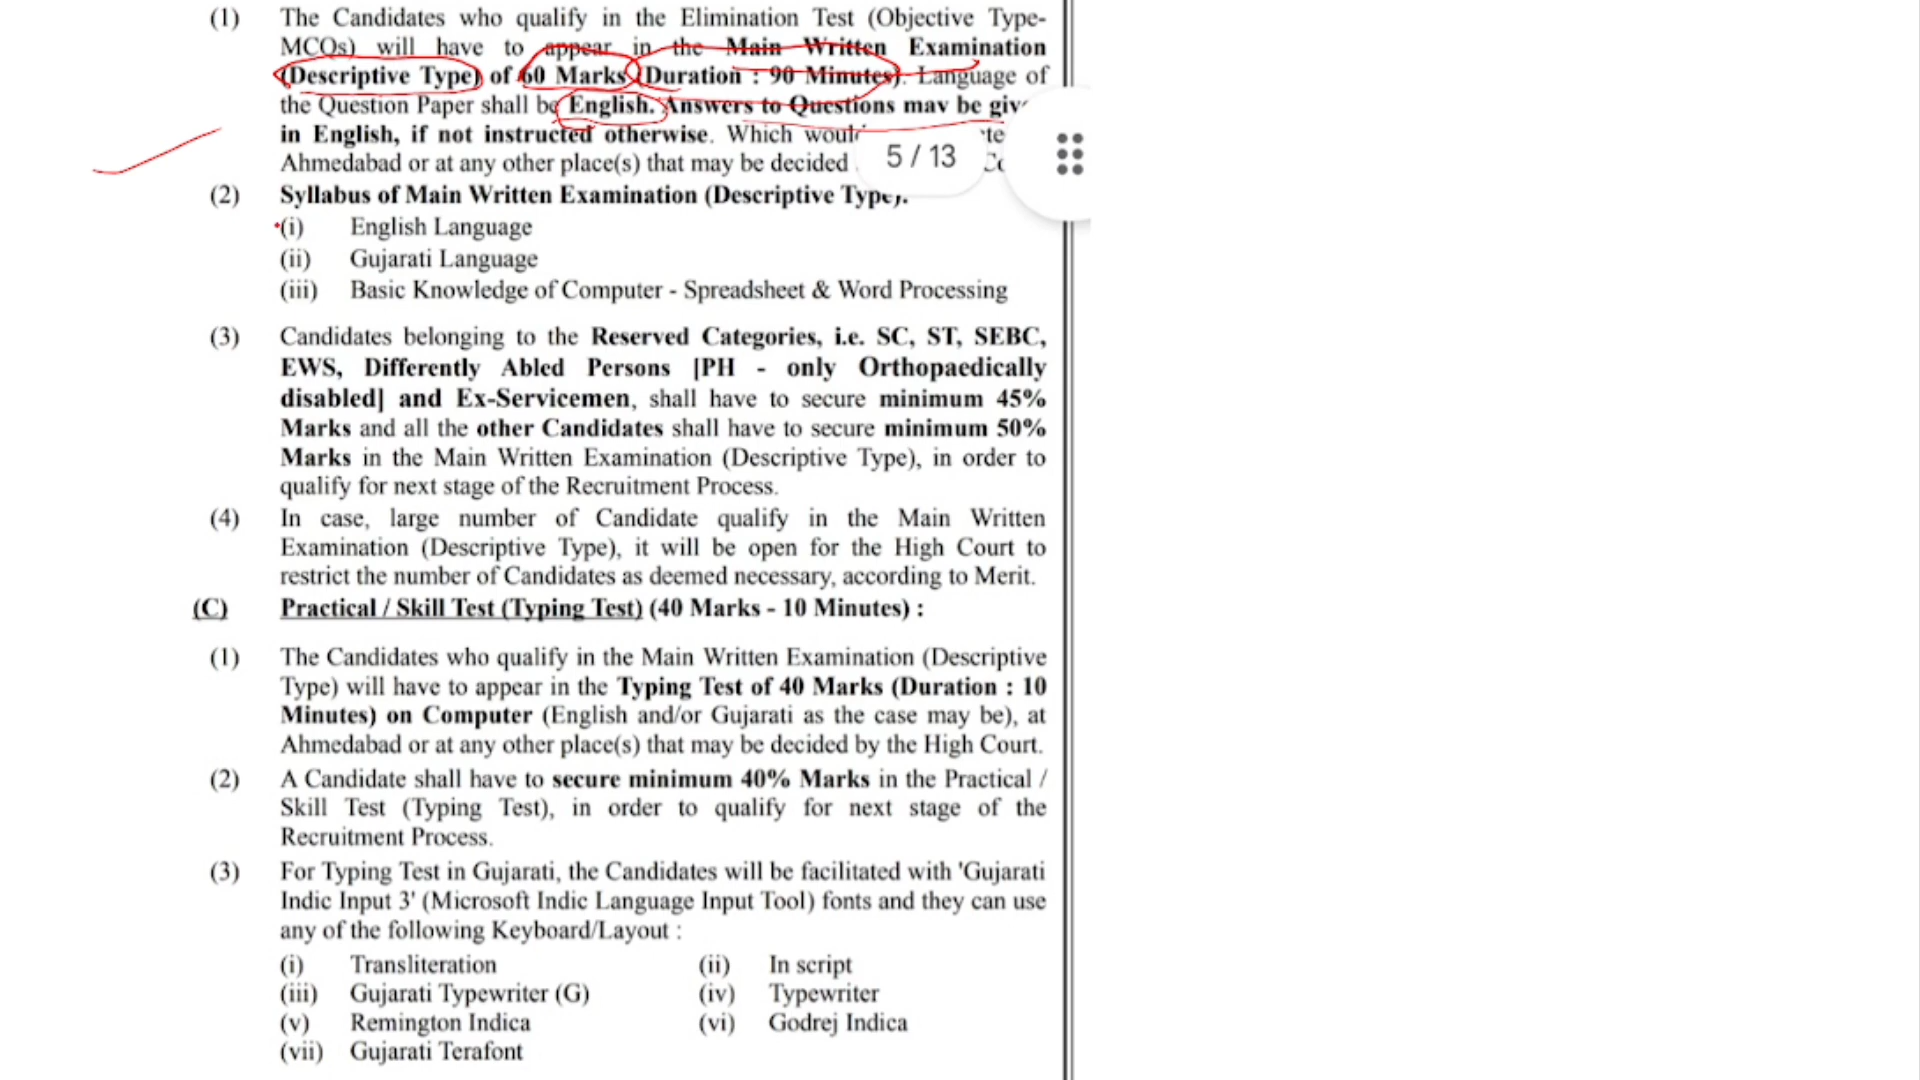 (1) The Candidates who qualify in the Elimination Test (Objective Type-
MCQs) will have to appear in the Main Written Examination
(Descriptive Type) of 60 Marks (Duration : 90 Minutes). Language of
the Question Paper shall be English. Answers to Questions may be
in English, if not instructed otherwise. Which
Ahmedabad or at any other place(s) that may be decided
5 / 13
(2) Syllabus of Main Written Examination (Descriptive Type).
(i) English Language
(ii) Gujarati Language
(iii) Basic Knowledge of Computer - Spreadsheet & Word Processing
(3) Candidates belonging to the Reserved Categories, i.e. SC, ST, SEBC,
EWS, Differently Abled Persons [PH - only Orthopaedically
disabled] and Ex-Servicemen, shall have to secure minimum 45%
Marks and all the other Candidates shall have to secure minimum 50%
Marks in the Main Written Examination (Descriptive Type), in order to
qualify for next stage of the Recruitment Process.
(4) In case, large number of Candidate qualify in the Main Written
Examination (Descriptive Type), it will be open for the High Court to
restrict the number of Candidates as deemed necessary, according to Merit.
(C) Practical / Skill Test (Typing Test) (40 Marks - 10 Minutes) :
(1) The Candidates who qualify in the Main Written Examination (Descriptive
Type) will have to appear in the Typing Test of 40 Marks (Duration : 10
Minutes) on Computer (English and/or Gujarati as the case may be), at
Ahmedabad or at any other place(s) that may be decided by the High Court.
(2) A Candidate shall have to secure minimum 40% Marks in the Practical /
Skill Test (Typing Test), in order to qualify for next stage of the
Recruitment Process.
(3) For Typing Test in Gujarati, the Candidates will be facilitated with 'Gujarati
Indic Input 3' (Microsoft Indic Language Input Tool) fonts and they can use
any of the following Keyboard/Layout :
(i) Transliteration (ii) In script
(iii) Gujarati Typewriter (G) (iv) Typewriter
(v) Remington Indica (vi) Godrej Indica
(vii) Gujarati Terafont